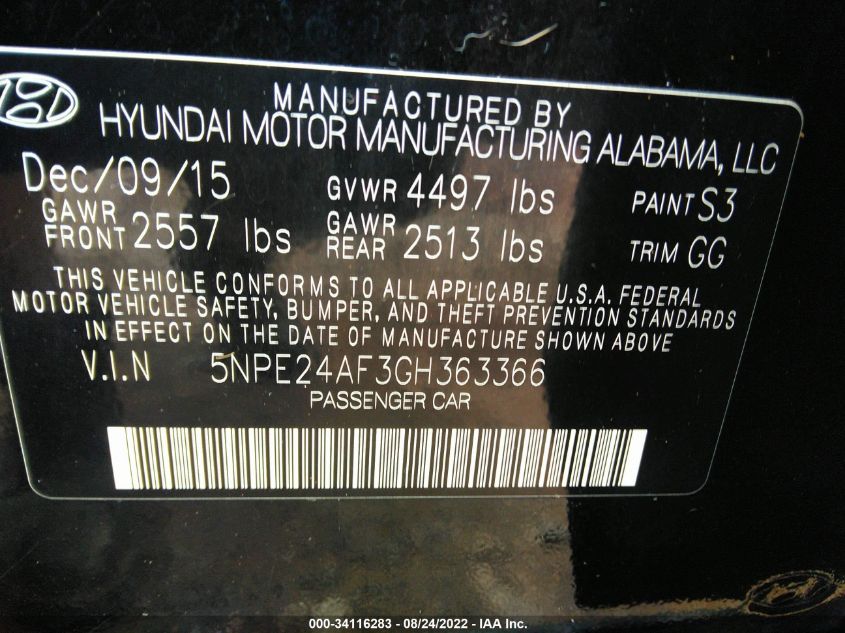 MANUFACTURED BY
HYUNDAI MOTOR MANUFACTURING ALABAMA, LLC
Dec/09/15 GVWR 4497 lbs PAINT S3
GAWR FRONT 2557 lbs GAWR REAR 2513 lbs TRIM GG
THIS VEHICLE CONFORMS TO ALL APPLICABLE U.S.A. FEDERAL
MOTOR VEHICLE SAFETY, BUMPER, AND THEFT PREVENTION STANDARDS
IN EFFECT ON THE DATE OF MANUFACTURE SHOWN ABOVE
V.I.N 5NPE24AF3GH363366
PASSENGER CAR
000-34116283 - 08/24/2022 - IAA Inc.